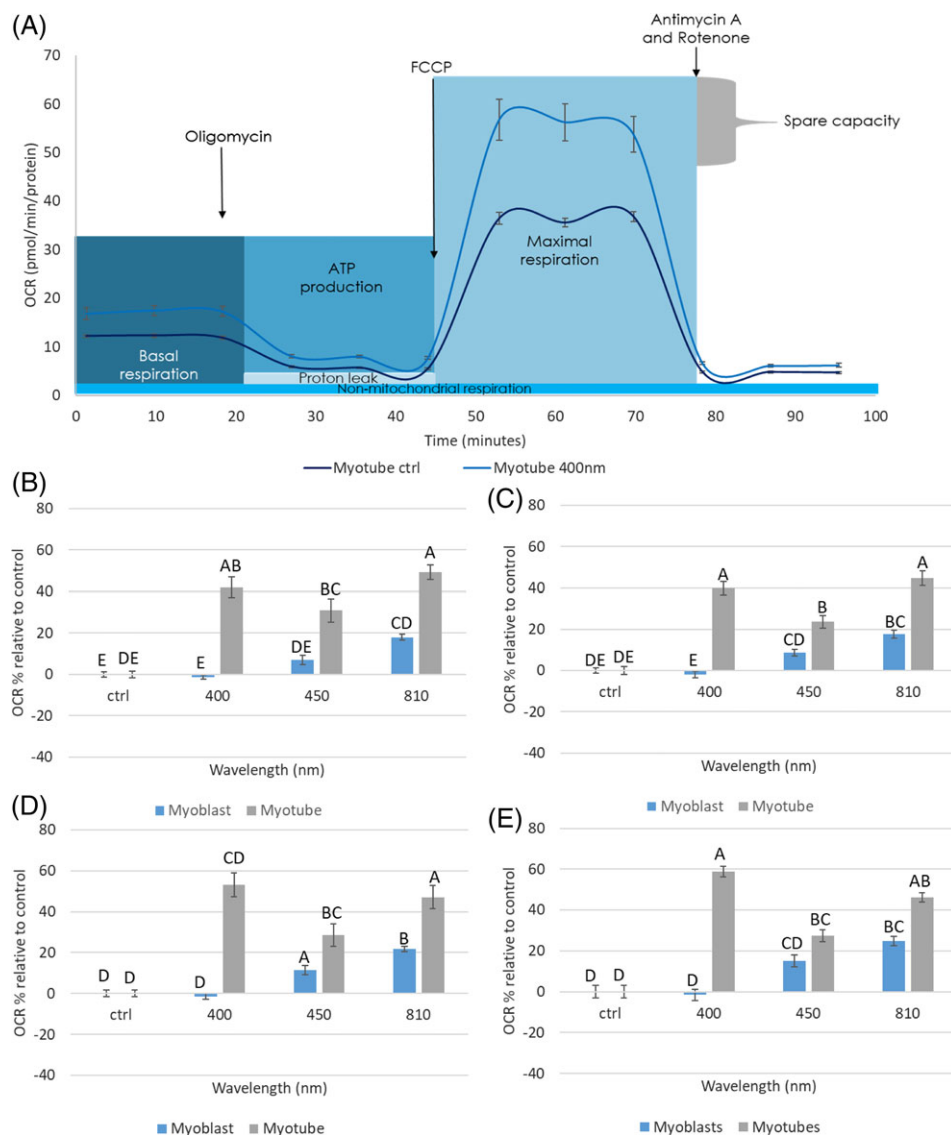 (A)
70
60
50
40
30
20
10
0
OCR (pmol/min/protein)
Oligomycin
FCCP
Antimycin A
and Rotenone
Spare capacity
ATP
production
Maximal
respiration
Basal
respiration
Proton leak
Non-mitochondrial respiration
0 10 20 30 40 50 60 70 80 90 100
Time (minutes)
Myotube ctrl Myotube 400nm
(B)
80
60
40
20
0
-20
-40
OCR % relative to control
E DE E AB DE BC CD A
ctrl 400 450 810
Wavelength (nm)
Myoblast Myotube
(C)
80
60
40
20
0
-20
-40
OCR % relative to control
DE DE E A CD B BC A
ctrl 400 450 810
Wavelength (nm)
Myoblast Myotube
(D)
80
60
40
20
0
-20
-40
OCR % relative to control
D D D CD A BC B A
ctrl 400 450 810
Wavelength (nm)
Myoblast Myotube
(E)
80
60
40
20
0
-20
-40
OCR % relative to control
D D D A CD BC BC AB
ctrl 400 450 810
Wavelength (nm)
Myoblasts Myotubes